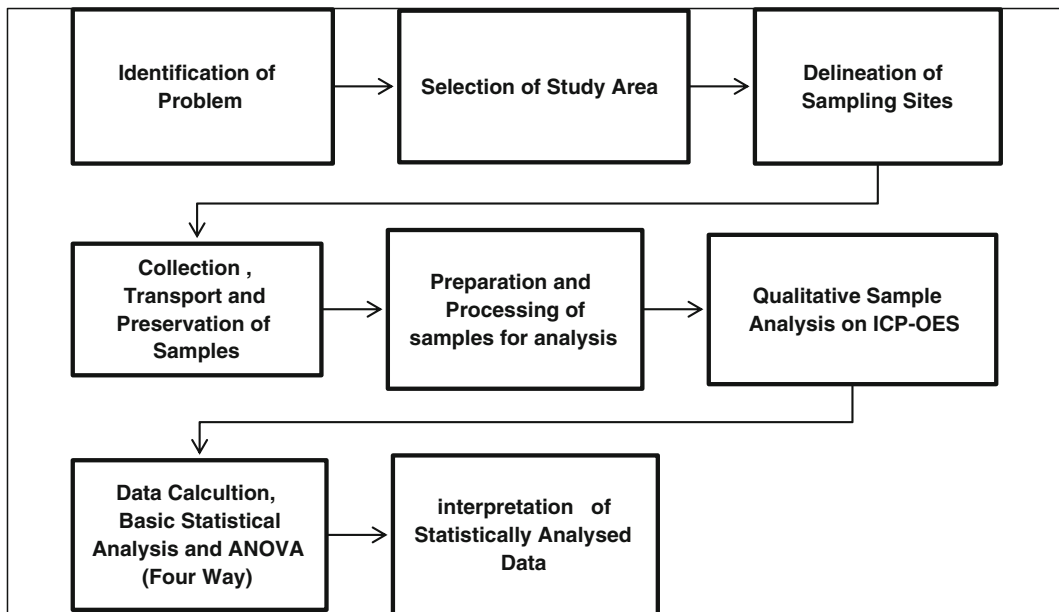 Identification of
Problem
Selection of Study Area
Delineation of
Sampling Sites
Collection ,
Transport and
Preservation of
Samples
Preparation and
Processing of
samples for analysis
Qualitative Sample
Analysis on ICP-OES
Data Calcultion,
Basic Statistical
Analysis and ANOVA
(Four Way)
interpretation of
Statistically Analysed
Data